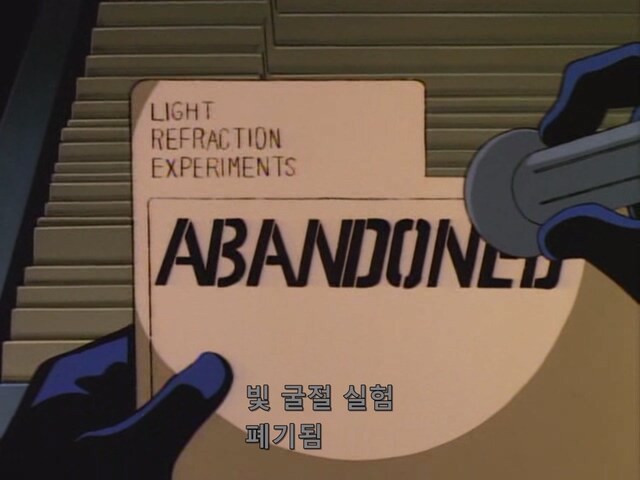 LIGHT
REFRACTION
EXPERIMENTS
ABANDONED
빛 굴절 실험
폐기됨